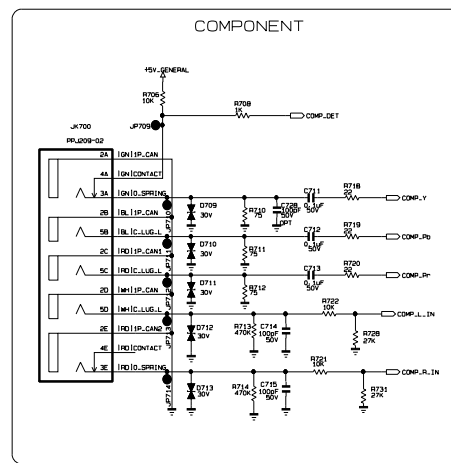 COMPONENT
+5V_GENERAL
R706
10K
R708
1K
COMP_DET
JP709
JK700
PPJ209-02
2A [GN]1P_CAN
4A [GN]CONTACT
3A [GN]O_SPRING
2B [BL]1P_CAN
5B [BL]C_LUG_L
2C [RD]1P_CAN1
5C [RD]C_LUG_L
2D [WH]1P_CAN
5D [WH]C_LUG_L
2E [RD]1P_CAN2
4E [RD]CONTACT
3E [RD]O_SPRING
D709
30V
R710
75
C728
100pF
50V
OPT
C711
0.1uF
50V
R718
22
COMP_Y
D710
30V
R711
75
C712
0.1uF
50V
R719
22
COMP_Pb
D711
30V
R712
75
C713
0.1uF
50V
R720
22
COMP_Pr
D712
30V
R713
470K
C714
100pF
50V
R722
10K
R728
27K
COMP_L_IN
JP714
D713
30V
R714
470K
C715
100pF
50V
R721
10K
R731
27K
COMP_R_IN